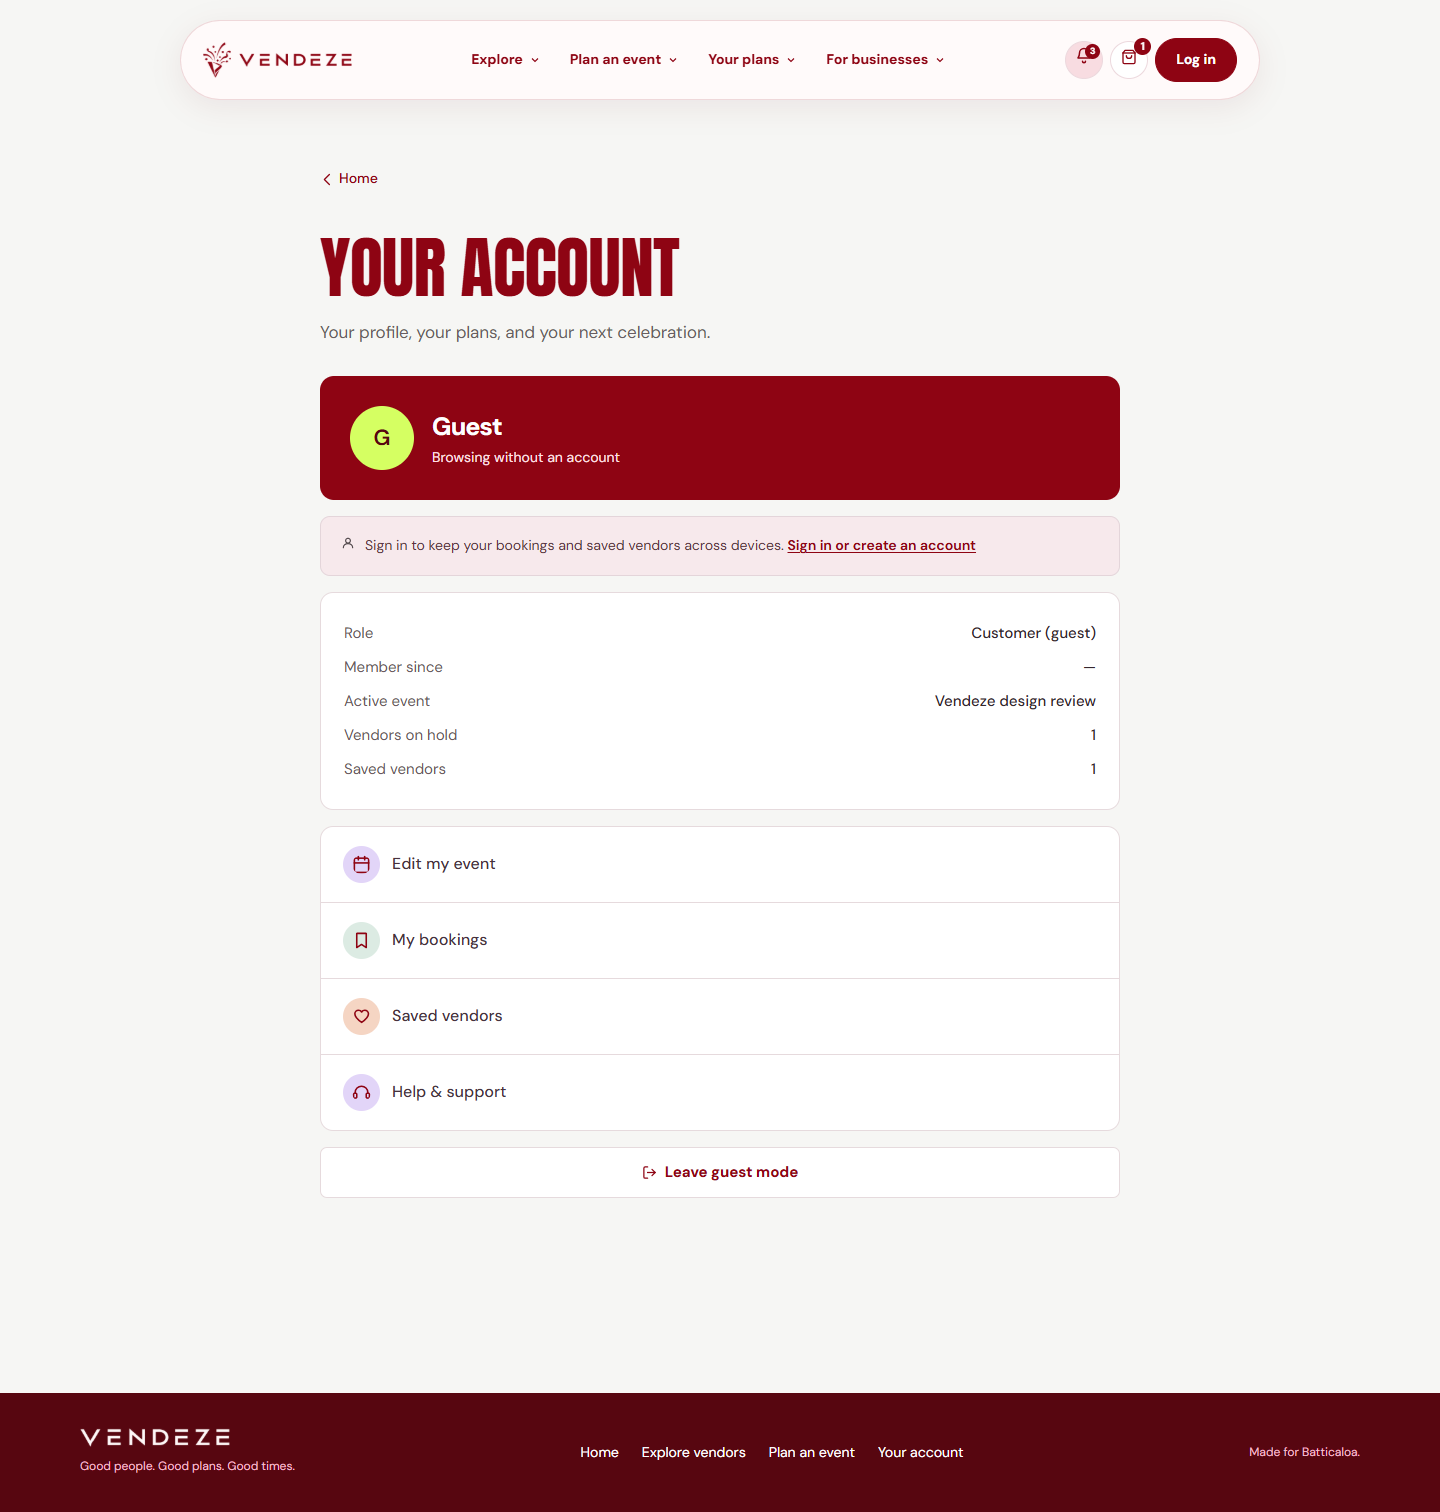 VENDEZE
Explore
Plan an event
Your plans
For businesses
3
1
Log in
Home
YOUR ACCOUNT
Your profile, your plans, and your next celebration.
G
Guest
Browsing without an account
Sign in to keep your bookings and saved vendors across devices. Sign in or create an account
Role Customer (guest)
Member since —
Active event Vendeze design review
Vendors on hold 1
Saved vendors 1
Edit my event
My bookings
Saved vendors
Help & support
Leave guest mode
VENDEZE
Good people. Good plans. Good times.
Home
Explore vendors
Plan an event
Your account
Made for Batticaloa.